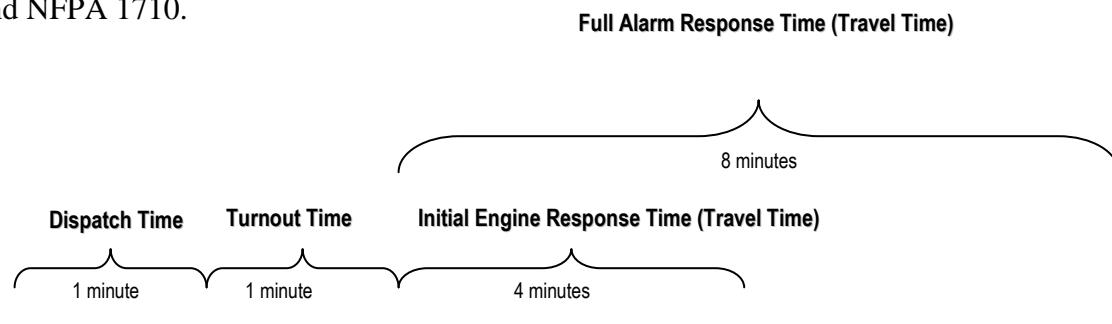 nd NFPA 1710.
Full Alarm Response Time (Travel Time)
8 minutes
Dispatch Time Turnout Time Initial Engine Response Time (Travel Time)
1 minute 1 minute 4 minutes